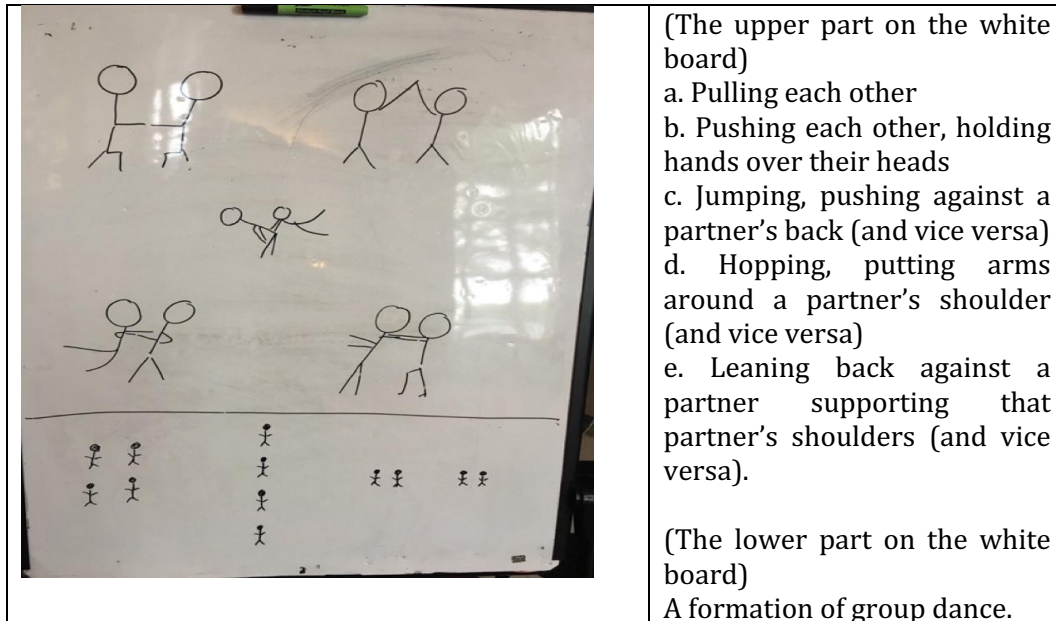 (The upper part on the white
board)
a. Pulling each other
b. Pushing each other, holding
hands over their heads
c. Jumping, pushing against a
partner’s back (and vice versa)
d. Hopping, putting arms
around a partner’s shoulder
(and vice versa)
e. Leaning back against a
partner supporting that
partner’s shoulders (and vice
versa).
(The lower part on the white
board)
A formation of group dance.